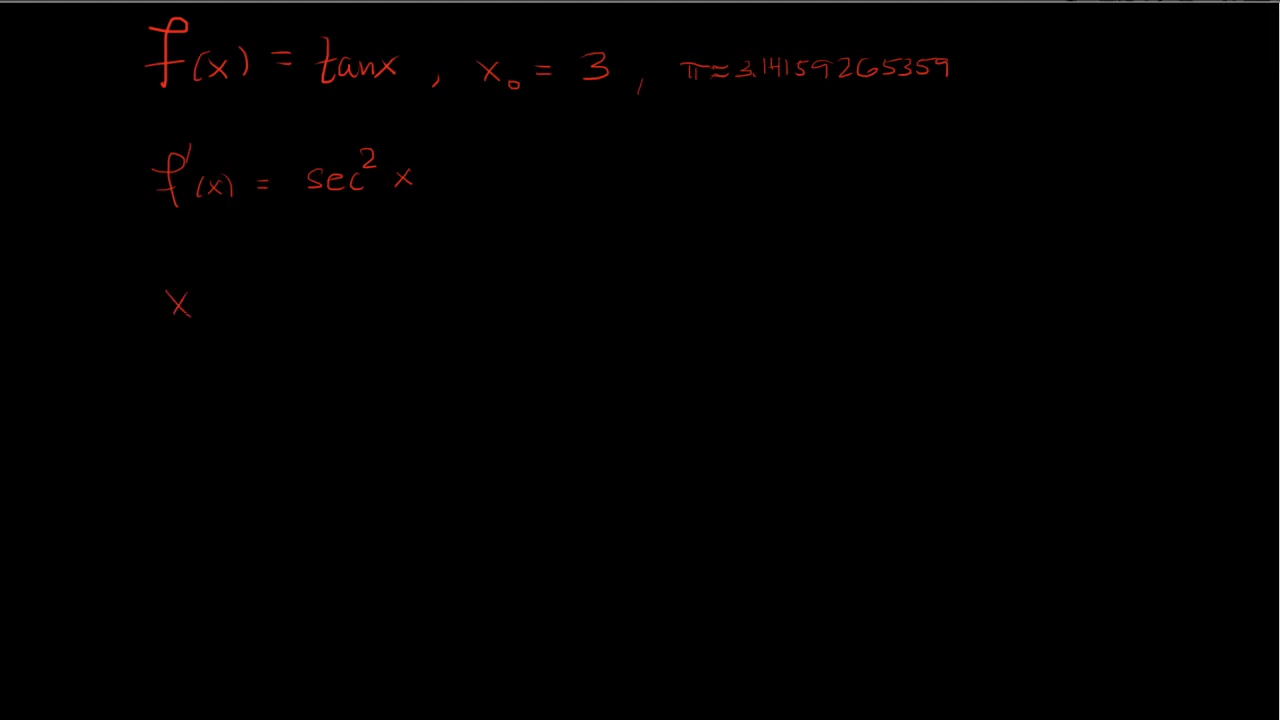 f(x) = tanx , x₀ = 3 , π≈3.14159265359
f'(x) = sec² x
x